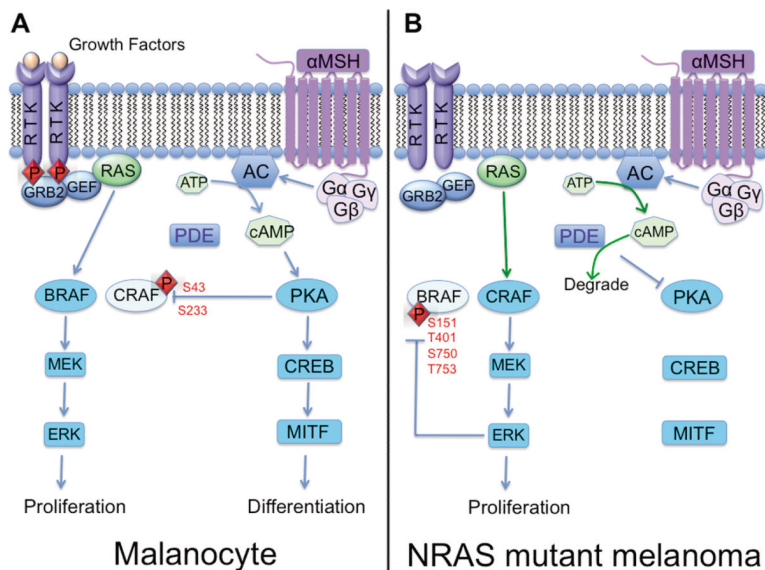 A
Growth Factors
αMSH
RTK
RTK
P
P
GRB2
GEF
RAS
ATP
AC
Gα
Gγ
Gβ
PDE
cAMP
BRAF
CRAF
P
S43
S233
PKA
MEK
CREB
ERK
MITF
Proliferation
Differentiation
Malanocyte
B
αMSH
RTK
RTK
GRB2
GEF
RAS
ATP
AC
Gα
Gγ
Gβ
PDE
cAMP
Degrade
BRAF
P
S151
T401
S750
T753
CRAF
PKA
MEK
CREB
ERK
MITF
Proliferation
NRAS mutant melanoma